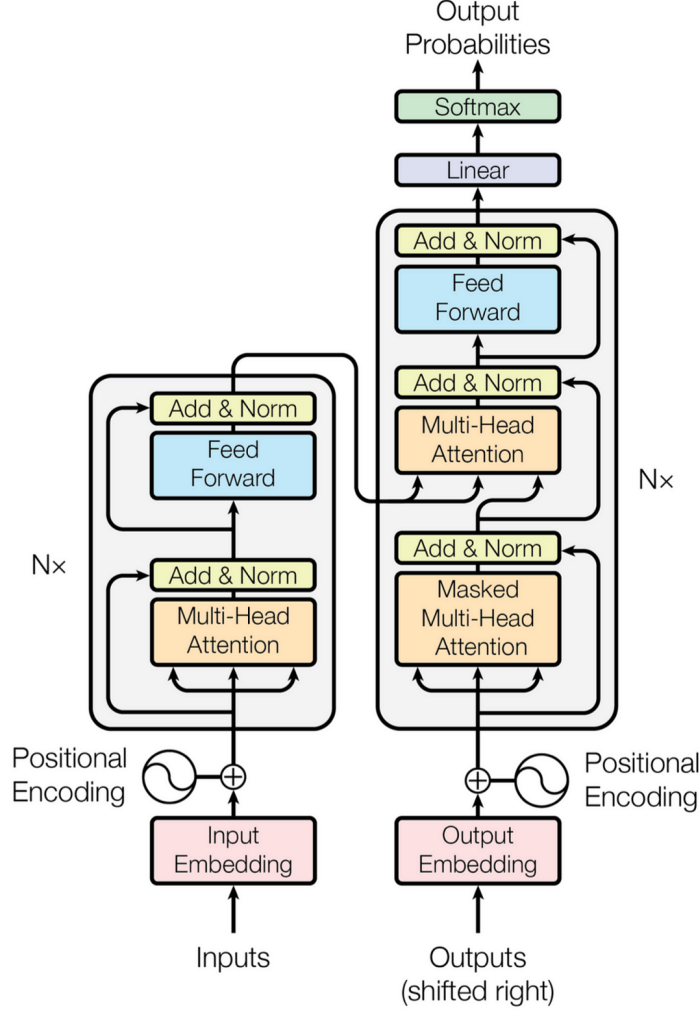 Output
Probabilities
Softmax
Linear
Add & Norm
Feed
Forward
Add & Norm
Multi-Head
Attention
Add & Norm
Masked
Multi-Head
Attention
Nx
Add & Norm
Feed
Forward
Add & Norm
Multi-Head
Attention
Nx
Positional
Encoding
Positional
Encoding
Input
Embedding
Output
Embedding
Inputs
Outputs
(shifted right)